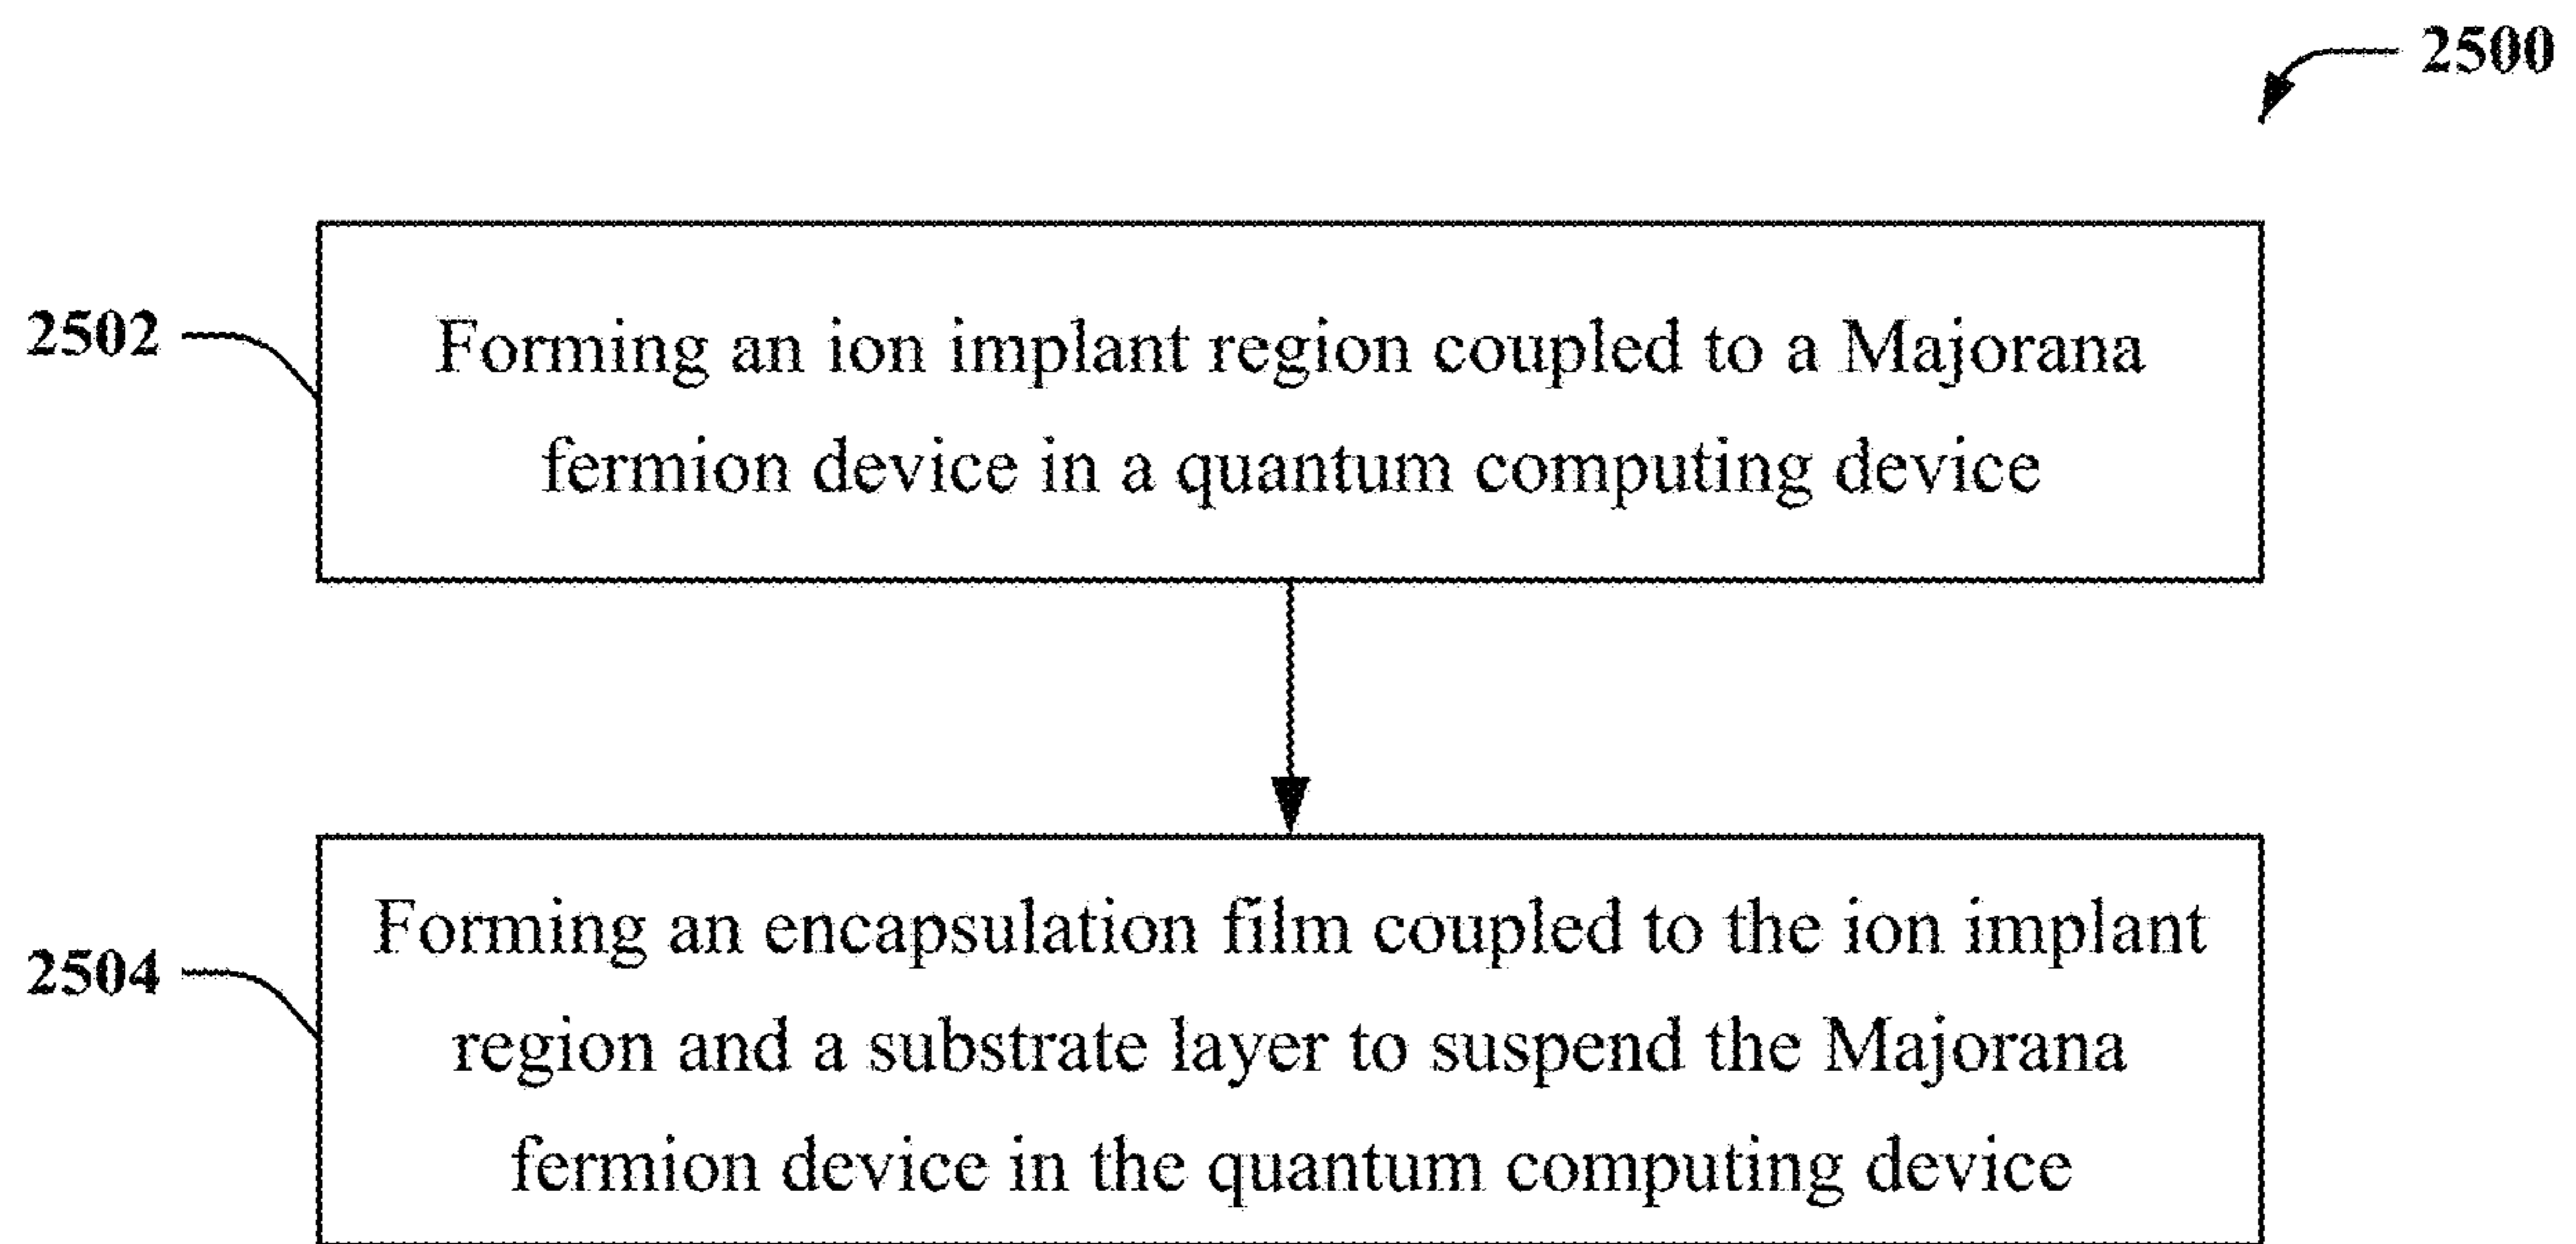 2500
2502
Forming an ion implant region coupled to a Majorana
fermion device in a quantum computing device
2504
Forming an encapsulation film coupled to the ion implant
region and a substrate layer to suspend the Majorana
fermion device in the quantum computing device